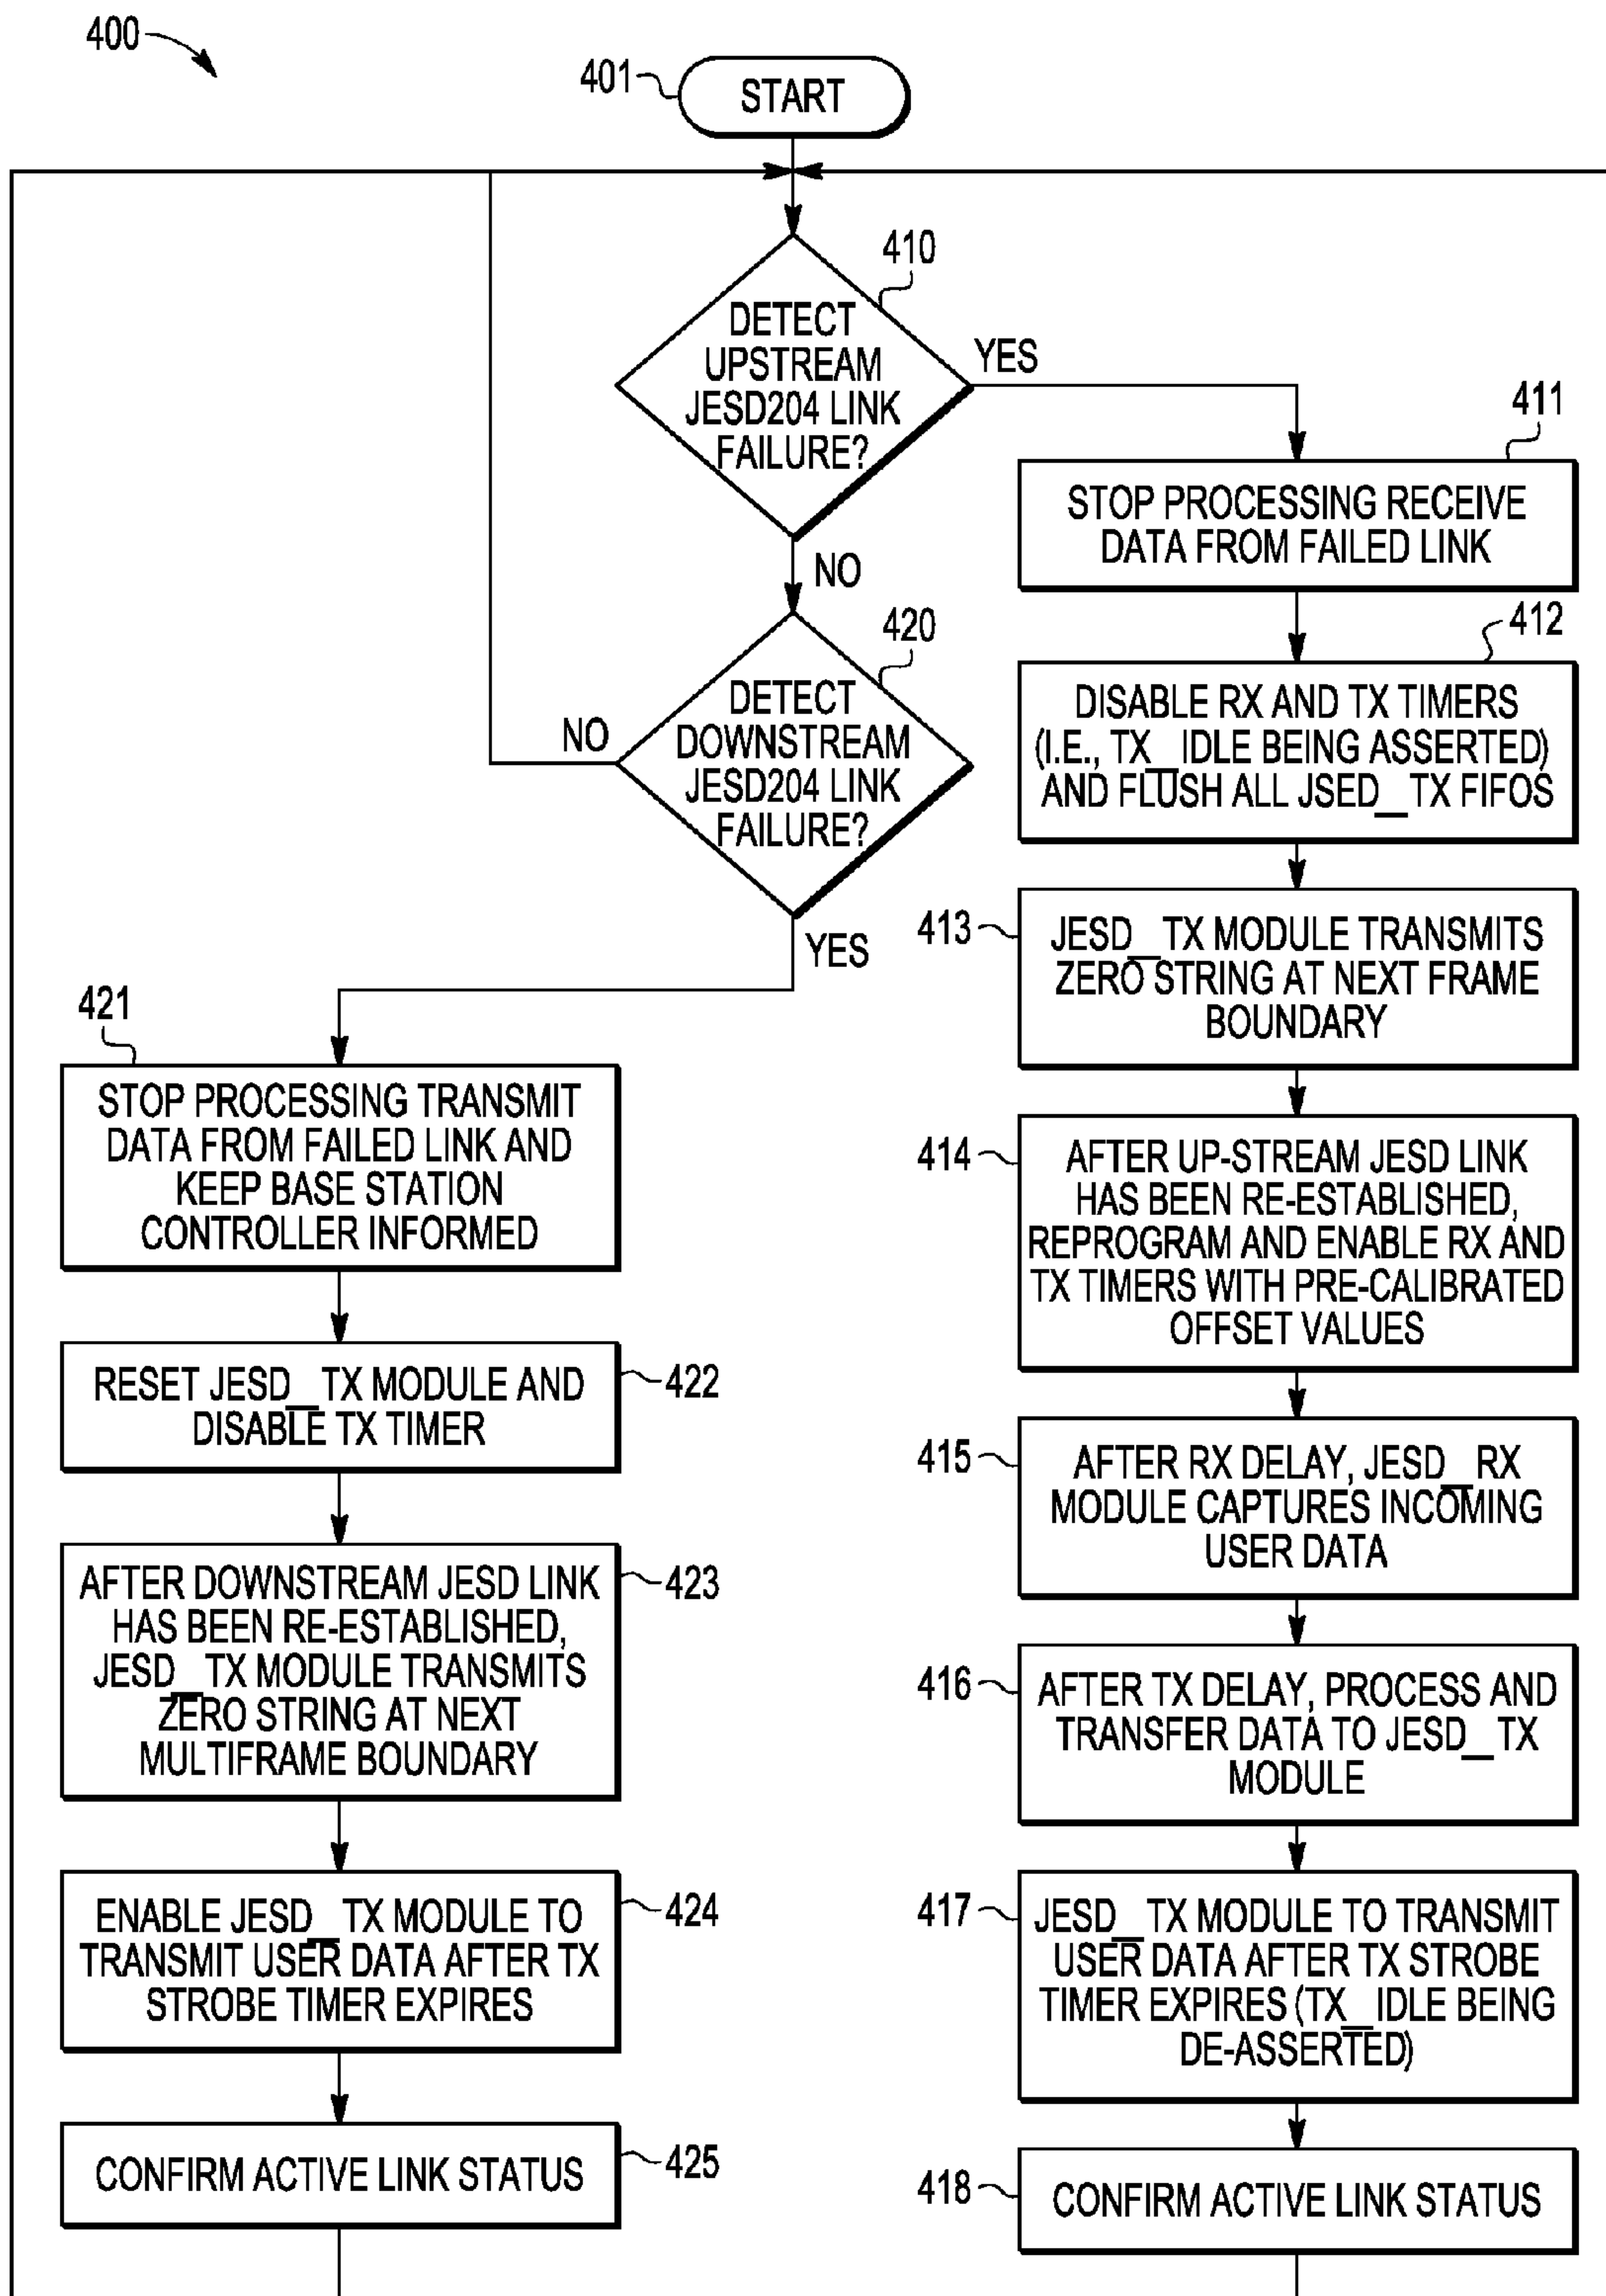 400
401
START
410
DETECT
UPSTREAM
JESD204 LINK
FAILURE?
YES
NO
420
DETECT
DOWNSTREAM
JESD204 LINK
FAILURE?
NO
YES
411
STOP PROCESSING RECEIVE
DATA FROM FAILED LINK
412
DISABLE RX AND TX TIMERS
(I.E., TX_IDLE BEING ASSERTED)
AND FLUSH ALL JSED_TX FIFOS
413
JESD_TX MODULE TRANSMITS
ZERO STRING AT NEXT FRAME
BOUNDARY
414
AFTER UP-STREAM JESD LINK
HAS BEEN RE-ESTABLISHED,
REPROGRAM AND ENABLE RX AND
TX TIMERS WITH PRE-CALIBRATED
OFFSET VALUES
415
AFTER RX DELAY, JESD_RX
MODULE CAPTURES INCOMING
USER DATA
416
AFTER TX DELAY, PROCESS AND
TRANSFER DATA TO JESD_TX
MODULE
417
JESD_TX MODULE TO TRANSMIT
USER DATA AFTER TX STROBE
TIMER EXPIRES (TX_IDLE BEING
DE-ASSERTED)
418
CONFIRM ACTIVE LINK STATUS
421
STOP PROCESSING TRANSMIT
DATA FROM FAILED LINK AND
KEEP BASE STATION
CONTROLLER INFORMED
422
RESET JESD_TX MODULE AND
DISABLE TX TIMER
423
AFTER DOWNSTREAM JESD LINK
HAS BEEN RE-ESTABLISHED,
JESD_TX MODULE TRANSMITS
ZERO STRING AT NEXT
MULTIFRAME BOUNDARY
424
ENABLE JESD_TX MODULE TO
TRANSMIT USER DATA AFTER TX
STROBE TIMER EXPIRES
425
CONFIRM ACTIVE LINK STATUS